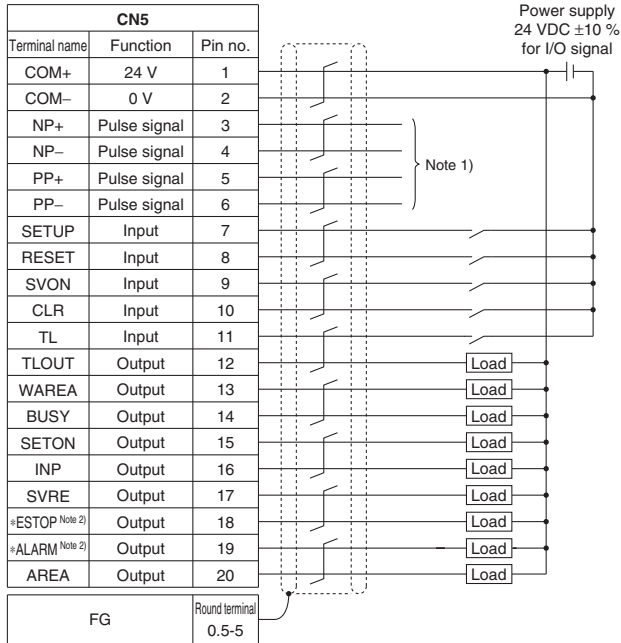 CN5
Terminal name Function Pin no.
COM+ 24 V 1
COM– 0 V 2
NP+ Pulse signal 3
NP– Pulse signal 4
PP+ Pulse signal 5
PP– Pulse signal 6
SETUP Input 7
RESET Input 8
SVON Input 9
CLR Input 10
TL Input 11
TLOUT Output 12 Load
WAREA Output 13 Load
BUSY Output 14 Load
SETON Output 15 Load
INP Output 16 Load
SVRE Output 17 Load
*ESTOP Note 2) Output 18 Load
*ALARM Note 2) Output 19 Load
AREA Output 20 Load
FG Round terminal
0.5-5
Power supply
24 VDC ±10 %
for I/O signal
Note 1)